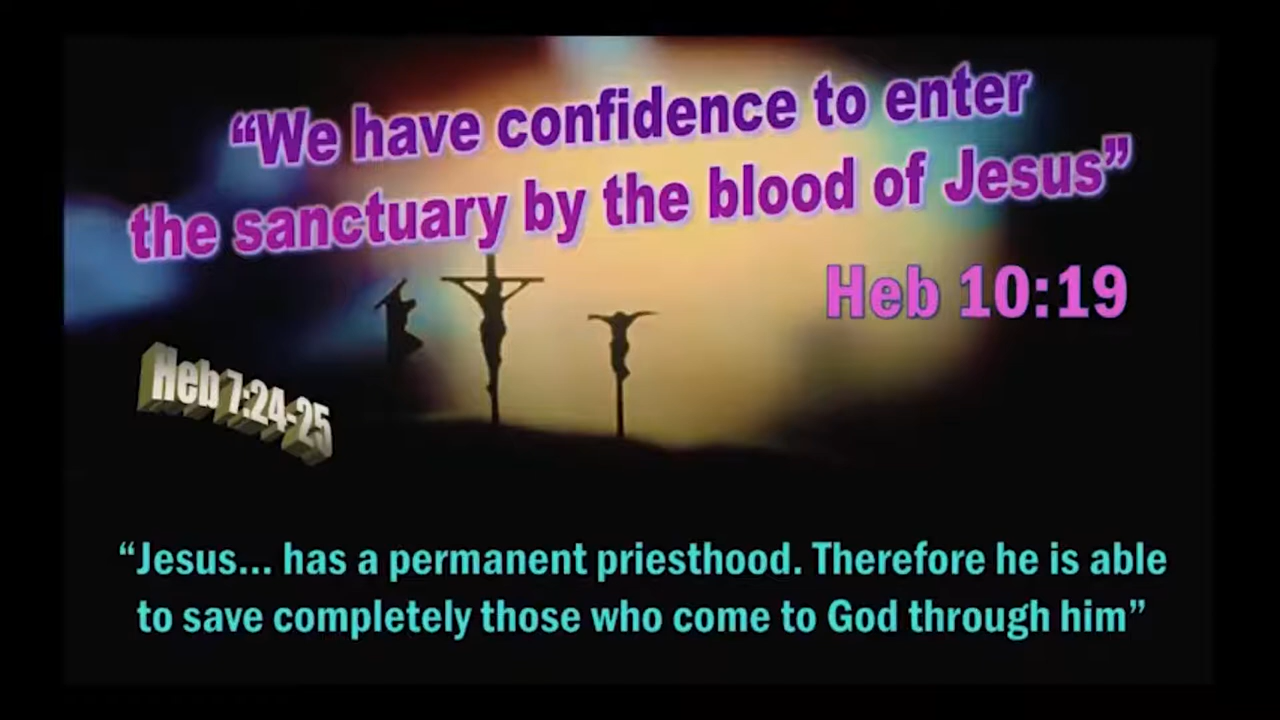 “We have confidence to enter
the sanctuary by the blood of Jesus”
Heb 10:19
Heb 7:24-25
“Jesus... has a permanent priesthood. Therefore he is able
to save completely those who come to God through him”